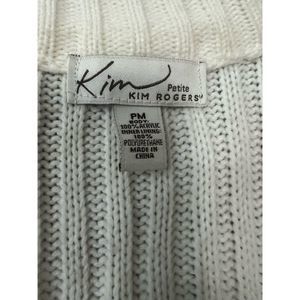 Kim
Petite
KIM ROGERS
PM
BODY:
100% ACRYLIC
INNER LINING:
100%
POLYURETHANE
MADE IN
CHINA